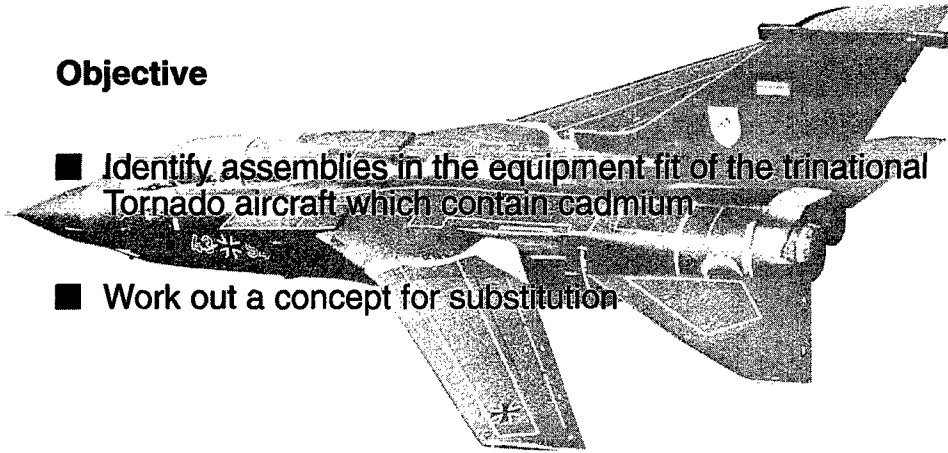 Objective
■ Identify assemblies in the equipment fit of the trinational
Tornado aircraft which contain cadmium
■ Work out a concept for substitution